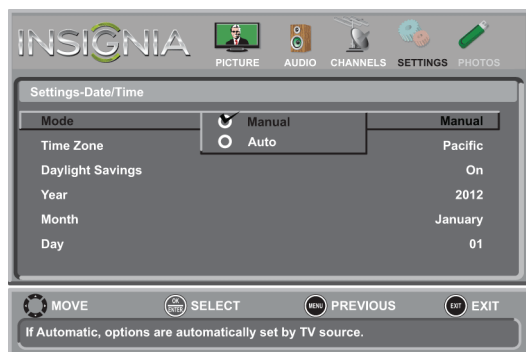 INSIGNIA
PICTURE AUDIO CHANNELS SETTINGS PHOTOS
Settings-Date/Time
Mode Manual Manual
Auto
Time Zone Pacific
Daylight Savings On
Year 2012
Month January
Day 01
MOVE OK ENTER SELECT MENU PREVIOUS EXIT EXIT
If Automatic, options are automatically set by TV source.